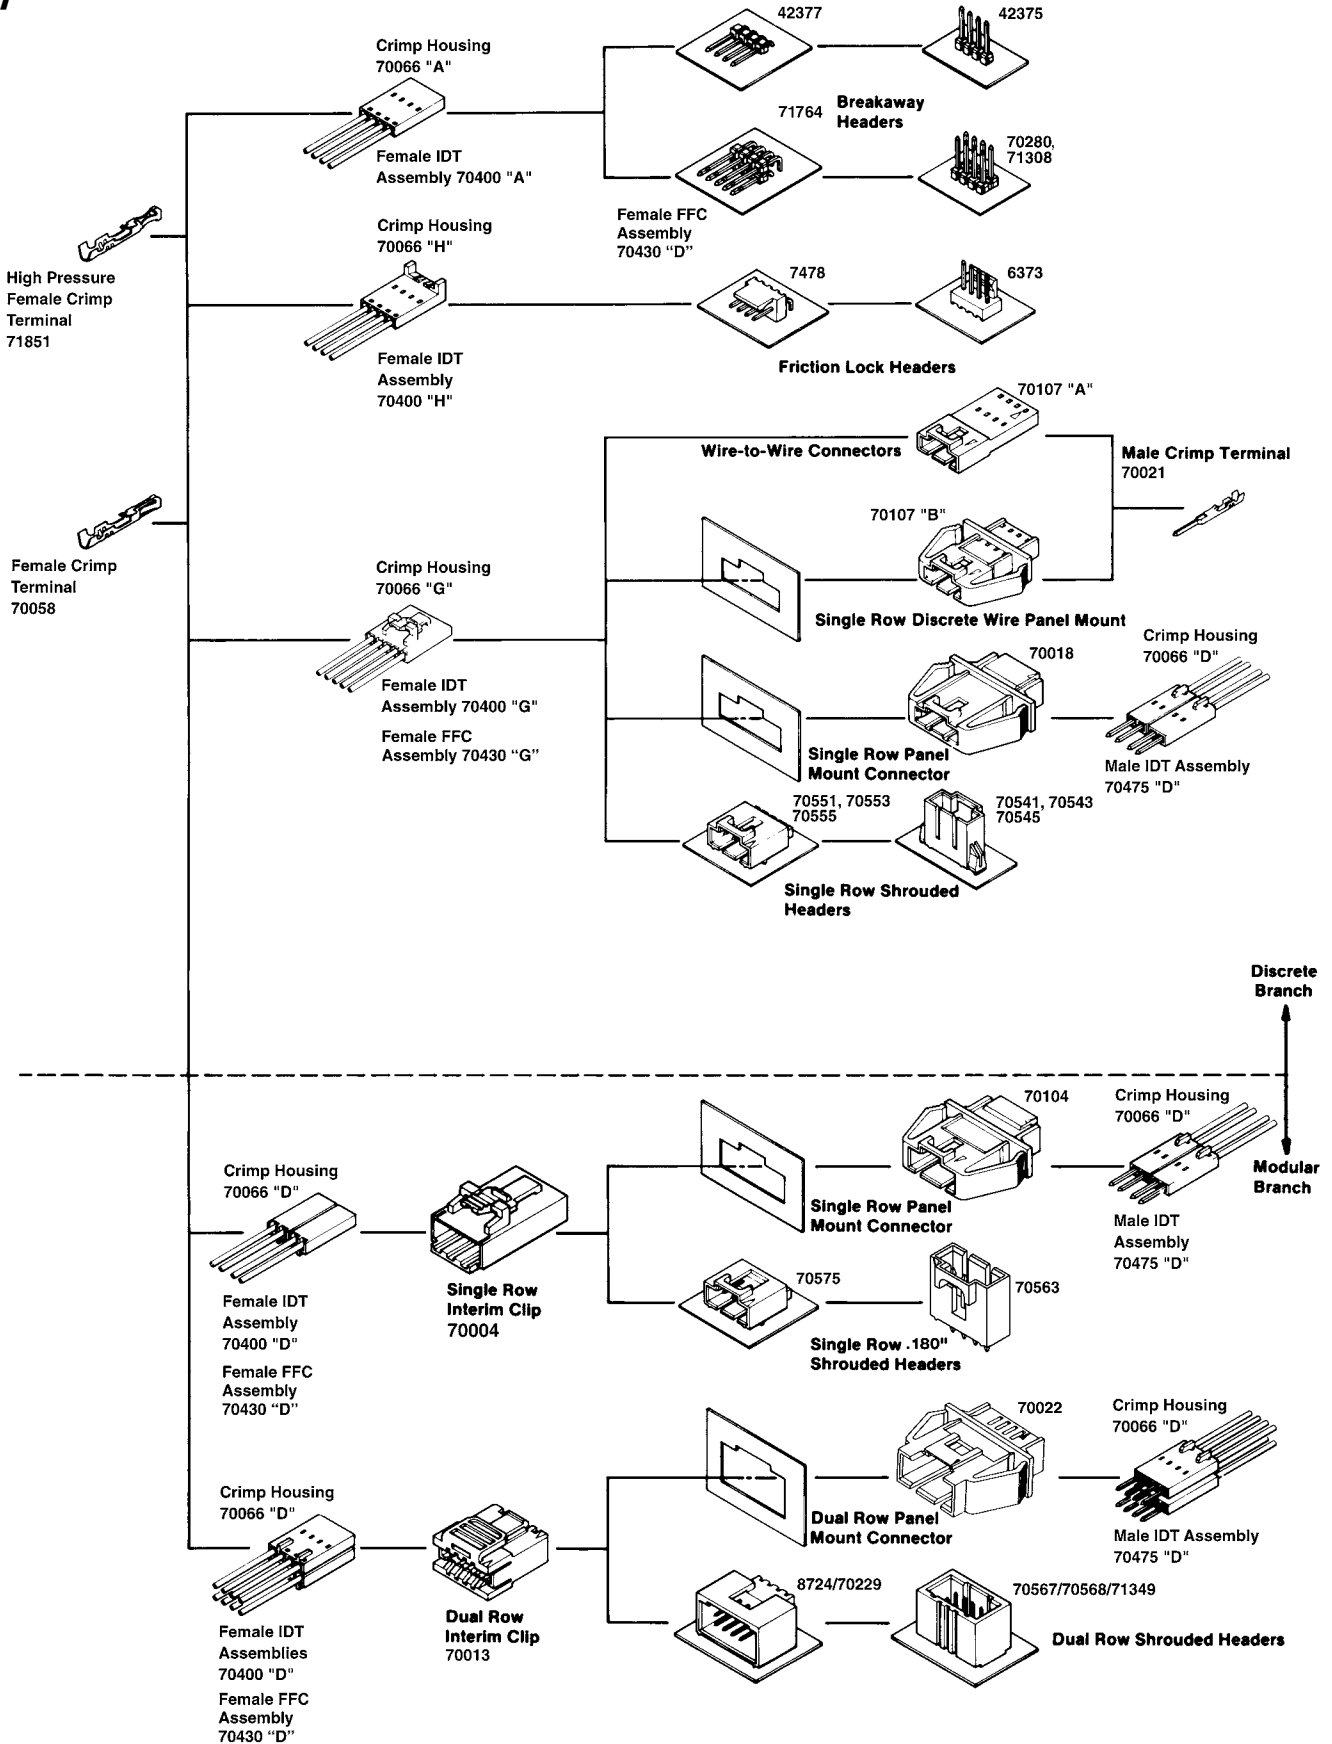 42377
42375
Crimp Housing
70066 "A"
71764
Breakaway
Headers
70280,
71308
Female IDT
Assembly 70400 "A"
Female FFC
Assembly
70430 “D”
Crimp Housing
70066 "H"
High Pressure
Female Crimp
Terminal
71851
7478
6373
Female IDT
Assembly
70400 "H"
Friction Lock Headers
70107 "A"
Wire-to-Wire Connectors
Male Crimp Terminal
70021
70107 "B"
Female Crimp
Terminal
70058
Crimp Housing
70066 "G"
Single Row Discrete Wire Panel Mount
Crimp Housing
70066 "D"
70018
Female IDT
Assembly 70400 "G"
Female FFC
Assembly 70430 “G”
Single Row Panel
Mount Connector
Male IDT Assembly
70475 "D"
70551, 70553
70555
70541, 70543
70545
Single Row Shrouded
Headers
Discrete
Branch
70104
Crimp Housing
70066 "D"
Modular
Branch
Crimp Housing
70066 "D"
Single Row Panel
Mount Connector
Male IDT
Assembly
70475 "D"
Single Row
Interim Clip
70004
70575
70563
Female IDT
Assembly
70400 "D"
Single Row .180"
Shrouded Headers
Female FFC
Assembly
70430 “D”
70022
Crimp Housing
70066 "D"
Crimp Housing
70066 "D"
Dual Row Panel
Mount Connector
Male IDT Assembly
70475 "D"
8724/70229
70567/70568/71349
Dual Row
Interim Clip
70013
Dual Row Shrouded Headers
Female IDT
Assemblies
70400 "D"
Female FFC
Assembly
70430 “D”